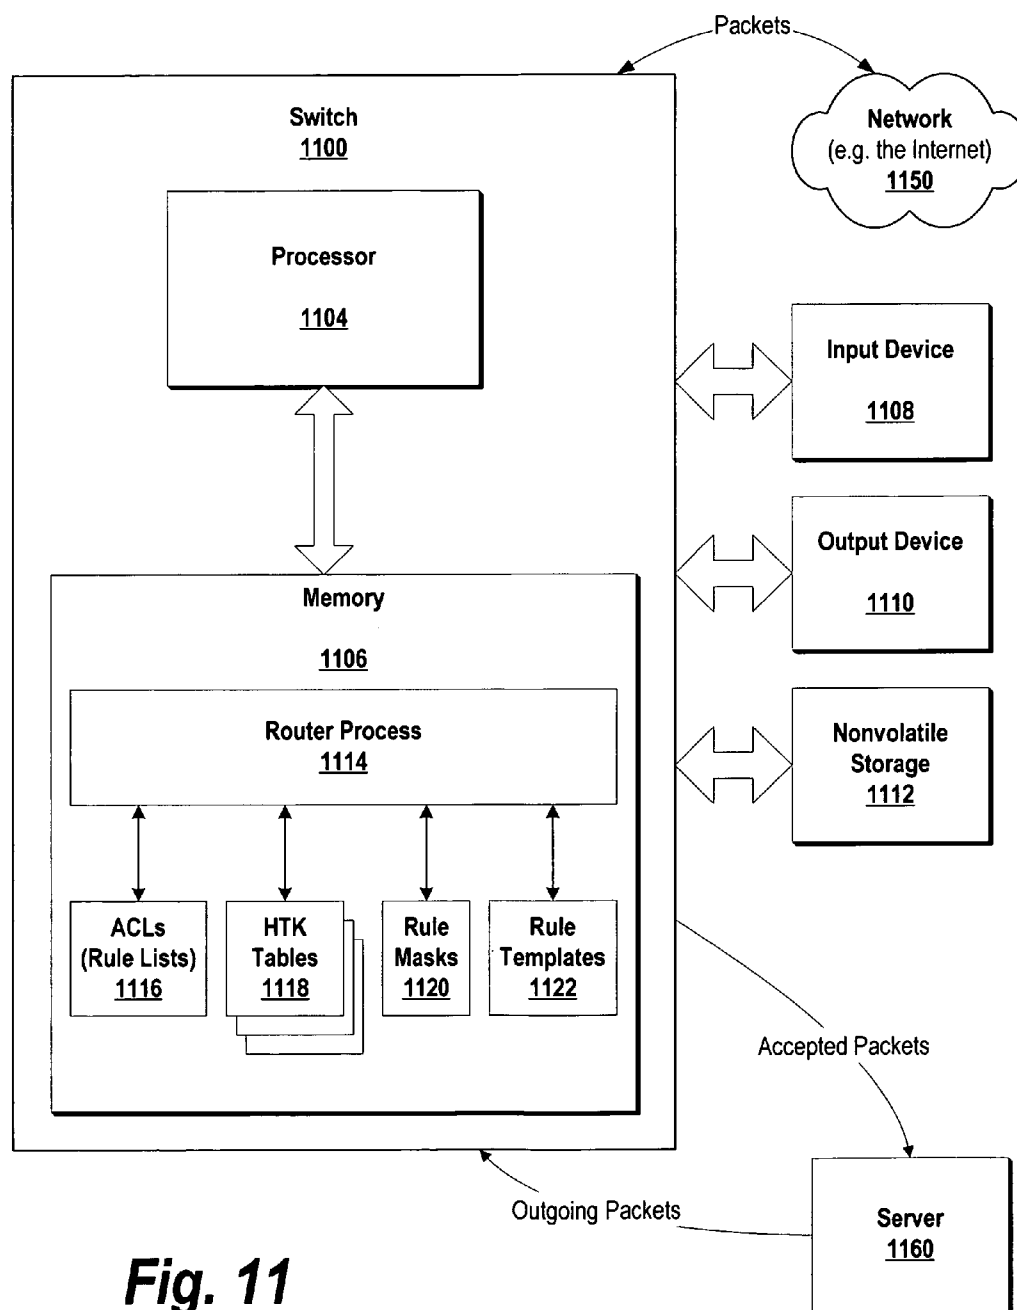 Packets
Switch
1100
Network
(e.g. the Internet)
1150
Processor
1104
Input Device
1108
Output Device
1110
Memory
1106
Router Process
1114
Nonvolatile
Storage
1112
ACLs
(Rule Lists)
1116
HTK
Tables
1118
Rule
Masks
1120
Rule
Templates
1122
Accepted Packets
Outgoing Packets
Server
1160
Fig. 11